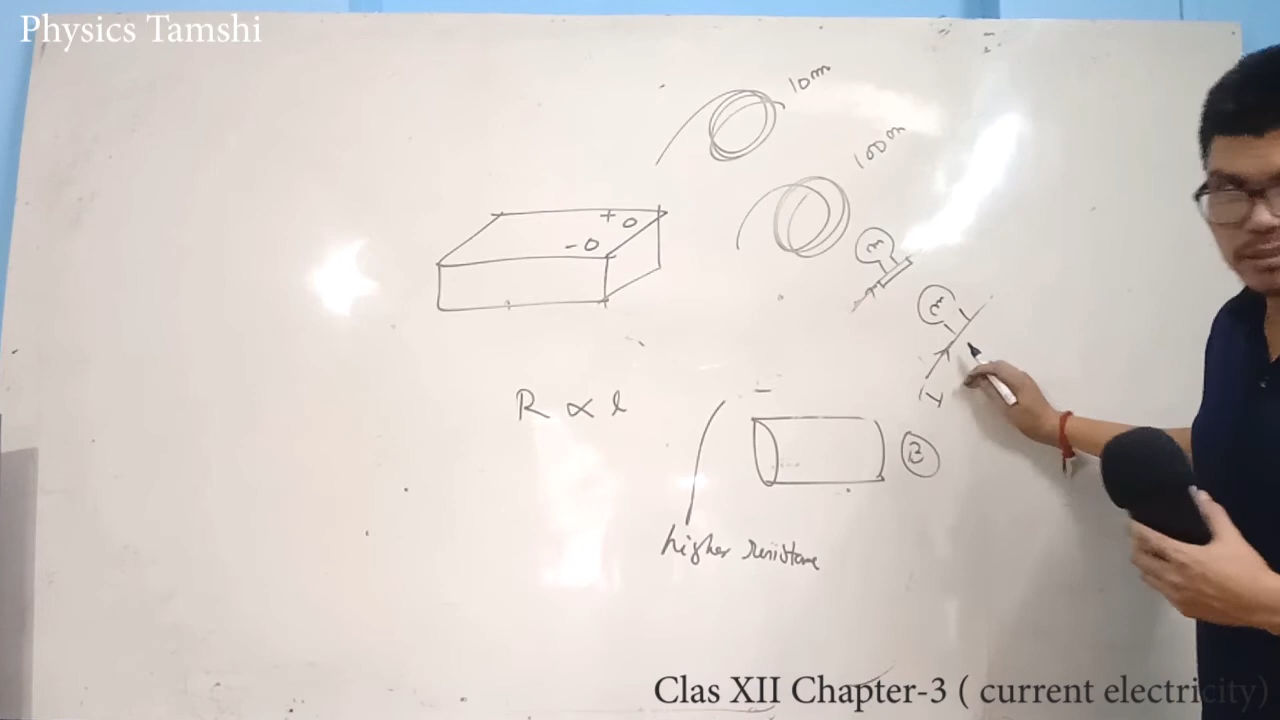 Physics Tamshi
10m
100m
+ o
- o
R ∝ l
-
B
I
higher resistance
Clas XII Chapter-3 ( current electricity)